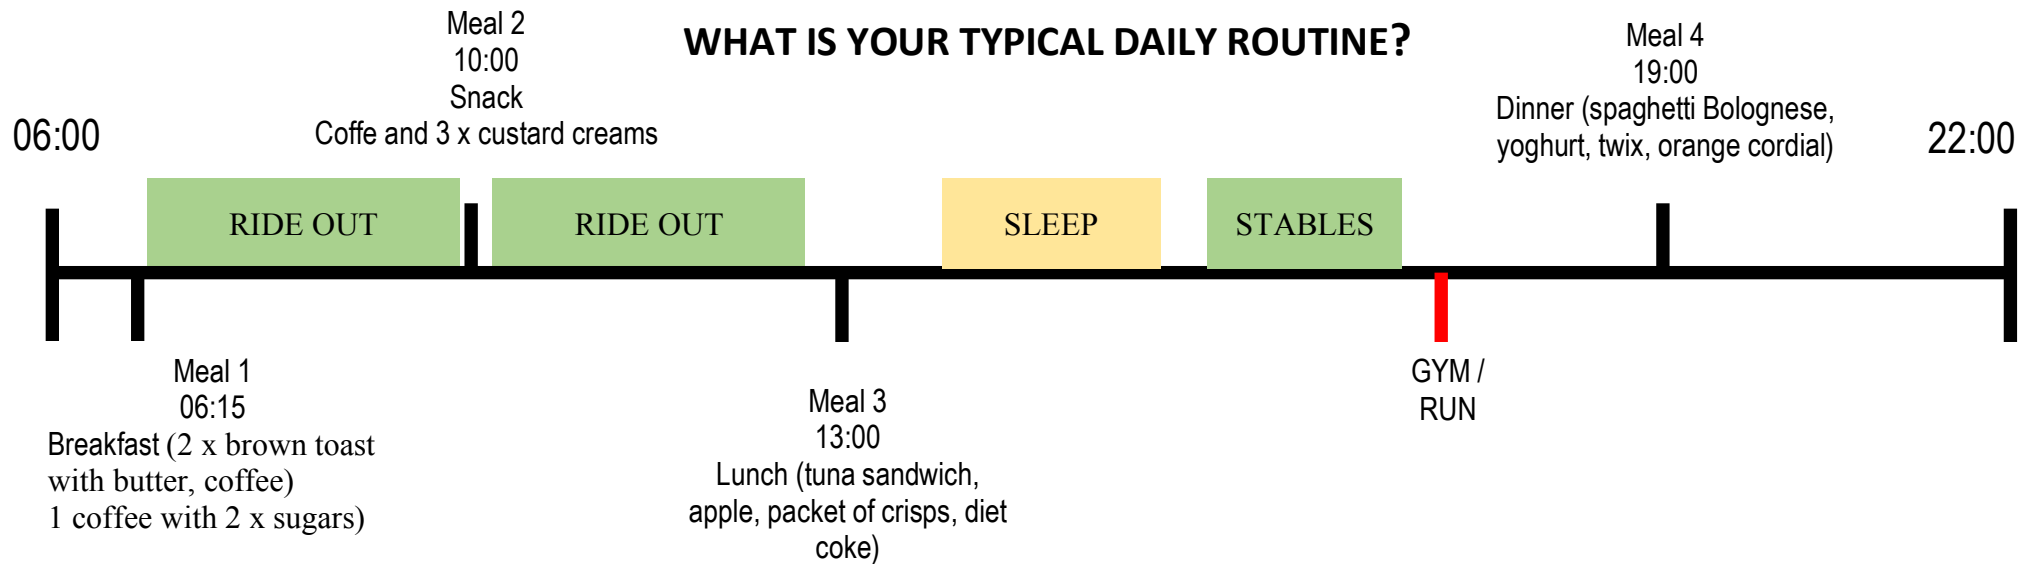 WHAT IS YOUR TYPICAL DAILY ROUTINE?
06:00
Meal 2
10:00
Snack
Coffe and 3 x custard creams
Meal 4
19:00
Dinner (spaghetti Bolognese,
yoghurt, twix, orange cordial)
22:00
RIDE OUT
RIDE OUT
SLEEP
STABLES
Meal 1
06:15
Breakfast (2 x brown toast
with butter, coffee)
1 coffee with 2 x sugars)
Meal 3
13:00
Lunch (tuna sandwich,
apple, packet of crisps, diet
coke)
GYM /
RUN